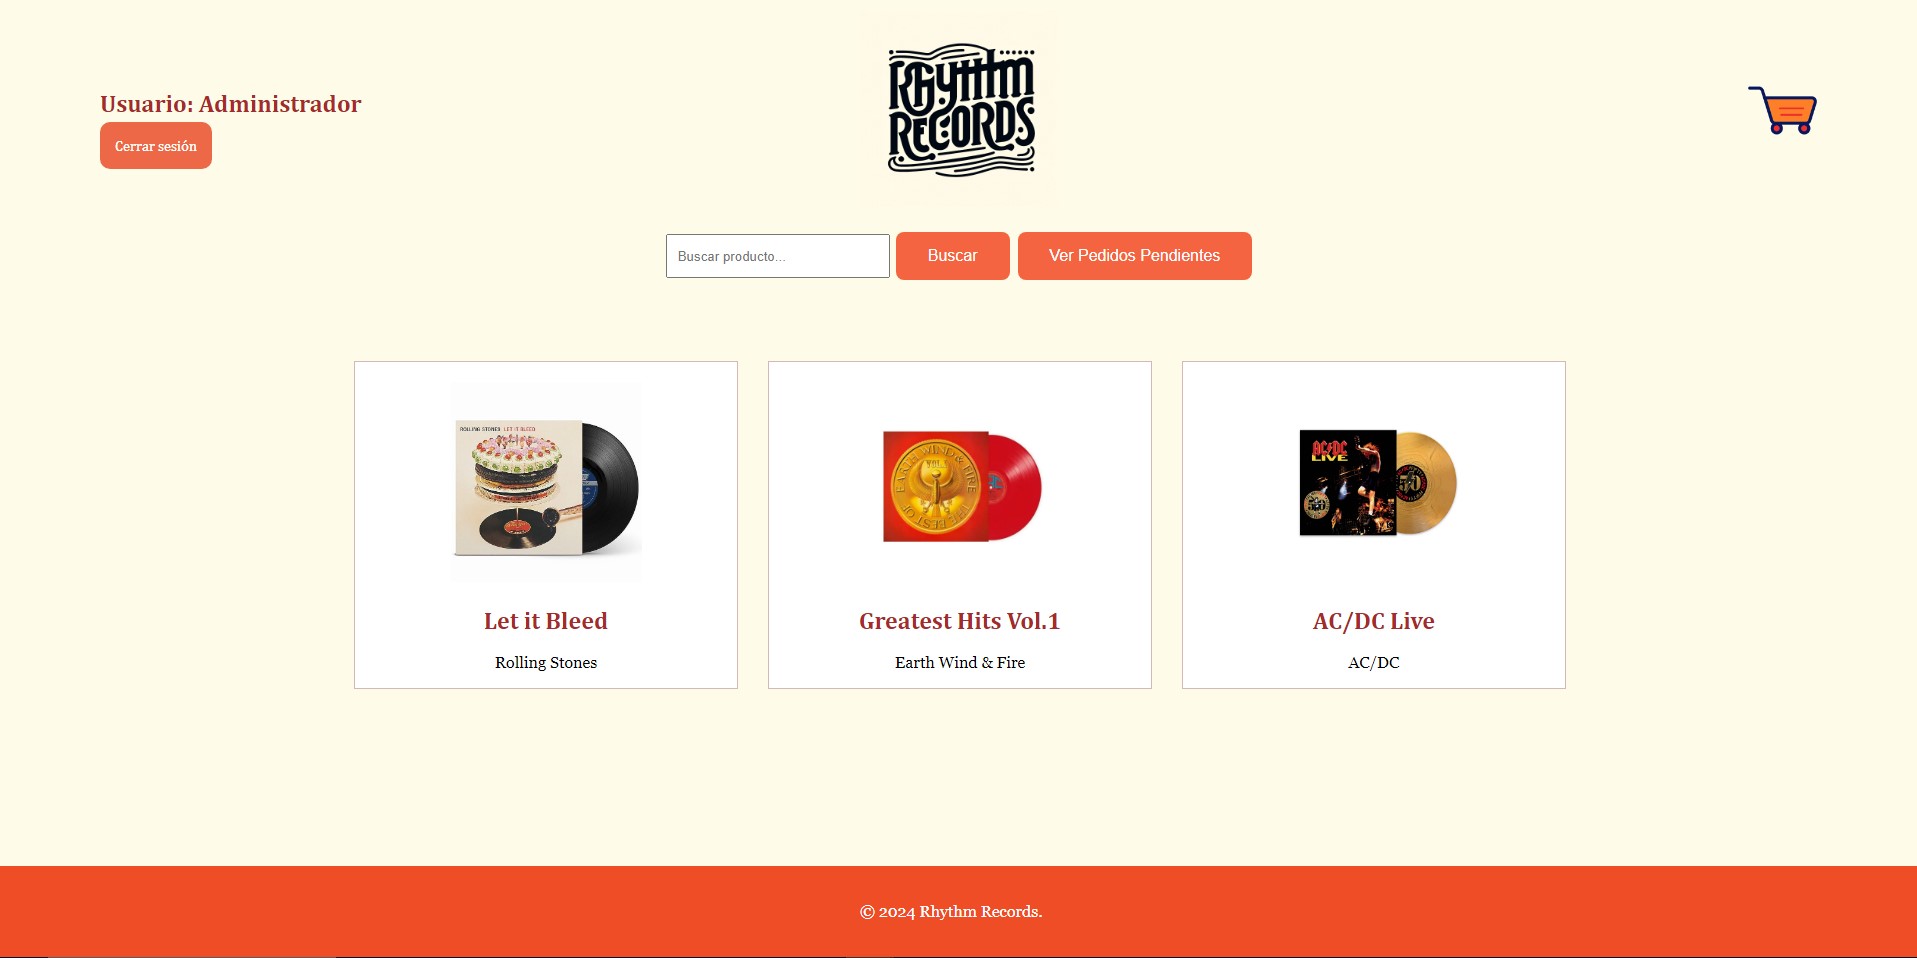 Rhythm
Records
Usuario: Administrador
Cerrar sesión
Buscar producto...
Buscar
Ver Pedidos Pendientes
ROLLING STONES LET IT BLEED
EARTH WIND & FIRE
VOL.1
THE BEST OF
AC/DC
LIVE
50
Let it Bleed
Greatest Hits Vol.1
AC/DC Live
Rolling Stones
Earth Wind & Fire
AC/DC
© 2024 Rhythm Records.